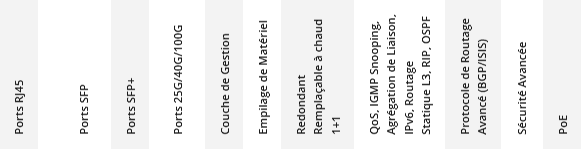 Ports RJ45
Ports SFP
Ports SFP+
Ports 25G/40G/100G
Couche de Gestion
Empilage de Matériel
Redondant
Remplaçable à chaud
1+1
QoS, IGMP Snooping,
Agrégation de Liaison,
IPv6, Routage
Statique L3, RIP, OSPF
Protocole de Routage
Avancé (BGP/ISIS)
Sécurité Avancée
PoE